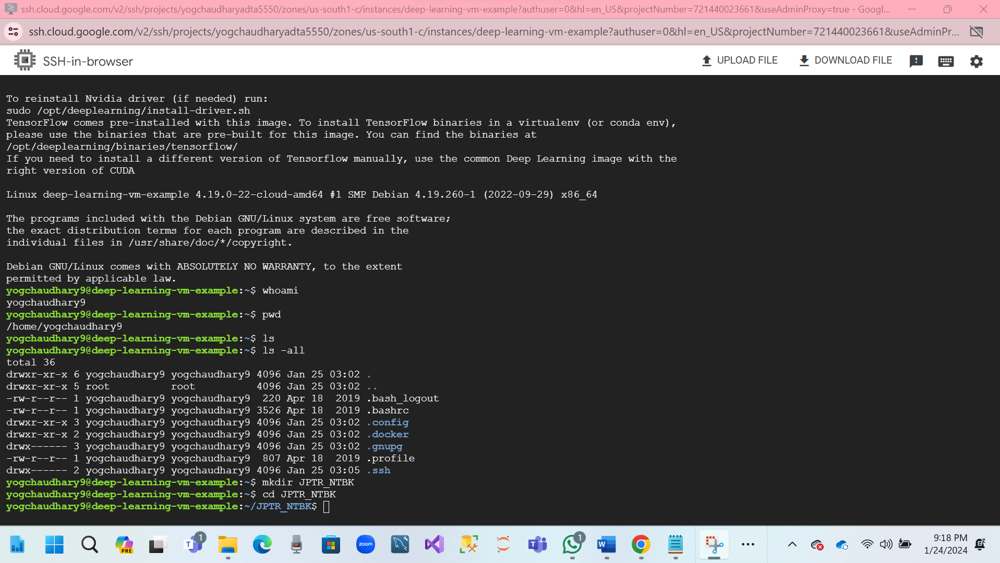 ssh.cloud.google.com/v2/ssh/projects/yogchaudharyadta5550/zones/us-south1-c/instances/deep-learning-vm-example?authuser=0&hl=en_US&projectNumber=721440023661&useAdminProxy=true - Googl...
ssh.cloud.google.com/v2/ssh/projects/yogchaudharyadta5550/zones/us-south1-c/instances/deep-learning-vm-example?authuser=0&hl=en_US&projectNumber=721440023661&useAdminPr...
SSH-in-browser
UPLOAD FILE
DOWNLOAD FILE
To reinstall Nvidia driver (if needed) run:
sudo /opt/deeplearning/install-driver.sh
TensorFlow comes pre-installed with this image. To install TensorFlow binaries in a virtualenv (or conda env),
please use the binaries that are pre-built for this image. You can find the binaries at
/opt/deeplearning/binaries/tensorflow/
If you need to install a different version of Tensorflow manually, use the common Deep Learning image with the
right version of CUDA
Linux deep-learning-vm-example 4.19.0-22-cloud-amd64 #1 SMP Debian 4.19.260-1 (2022-09-29) x86_64
The programs included with the Debian GNU/Linux system are free software;
the exact distribution terms for each program are described in the
individual files in /usr/share/doc/*/copyright.
Debian GNU/Linux comes with ABSOLUTELY NO WARRANTY, to the extent
permitted by applicable law.
yogchaudhary9@deep-learning-vm-example:~$ whoami
yogchaudhary9
yogchaudhary9@deep-learning-vm-example:~$ pwd
/home/yogchaudhary9
yogchaudhary9@deep-learning-vm-example:~$ ls
yogchaudhary9@deep-learning-vm-example:~$ ls -all
total 36
drwxr-xr-x 6 yogchaudhary9 yogchaudhary9 4096 Jan 25 03:02 .
drwxr-xr-x 5 root          root          4096 Jan 25 03:02 ..
-rw-r--r-- 1 yogchaudhary9 yogchaudhary9  220 Apr 18  2019 .bash_logout
-rw-r--r-- 1 yogchaudhary9 yogchaudhary9 3526 Apr 18  2019 .bashrc
drwxr-xr-x 3 yogchaudhary9 yogchaudhary9 4096 Jan 25 03:02 .config
drwxr-xr-x 2 yogchaudhary9 yogchaudhary9 4096 Jan 25 03:02 .docker
drwx------ 3 yogchaudhary9 yogchaudhary9 4096 Jan 25 03:02 .gnupg
-rw-r--r-- 1 yogchaudhary9 yogchaudhary9  807 Apr 18  2019 .profile
drwx------ 2 yogchaudhary9 yogchaudhary9 4096 Jan 25 03:05 .ssh
yogchaudhary9@deep-learning-vm-example:~$ mkdir JPTR_NTBK
yogchaudhary9@deep-learning-vm-example:~$ cd JPTR_NTBK
yogchaudhary9@deep-learning-vm-example:~/JPTR_NTBK$
PRE
T
1
zoom
1
W
9:18 PM
1/24/2024